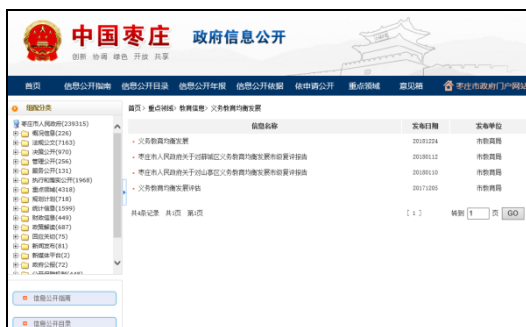 中国枣庄
创新 协调 绿色 开放 共享
政府信息公开
首页 信息公开指南 信息公开目录 信息公开年报 信息公开依据 依申请公开 重点领域 意见箱 枣庄市政府门户网站
组配分类
首页> 重点领域> 教育信息> 义务教育均衡发展
枣庄市人民政府(239315)
概况信息(226)
法规公文(7163)
决策公开(970)
管理公开(256)
服务公开(131)
执行和落实公开(1968)
重点领域(4318)
规划计划(718)
统计信息(1599)
财政信息(449)
政策解读(687)
回应关切(75)
新闻发布(81)
新媒体平台(2)
政府公报(72)
信息名称 发布日期 发布单位
义务教育均衡发展 20181224 市教育局
枣庄市人民政府关于对薛城区义务教育均衡发展市级复评报告 20180112 市教育局
枣庄市人民政府关于对山亭区义务教育均衡发展市级复评报告 20180110 市教育局
义务教育均衡发展评估 20171205 市教育局
共4条记录 共1页 第1页 [ 1 ] 转到 1 页 GO
信息公开指南
信息公开目录